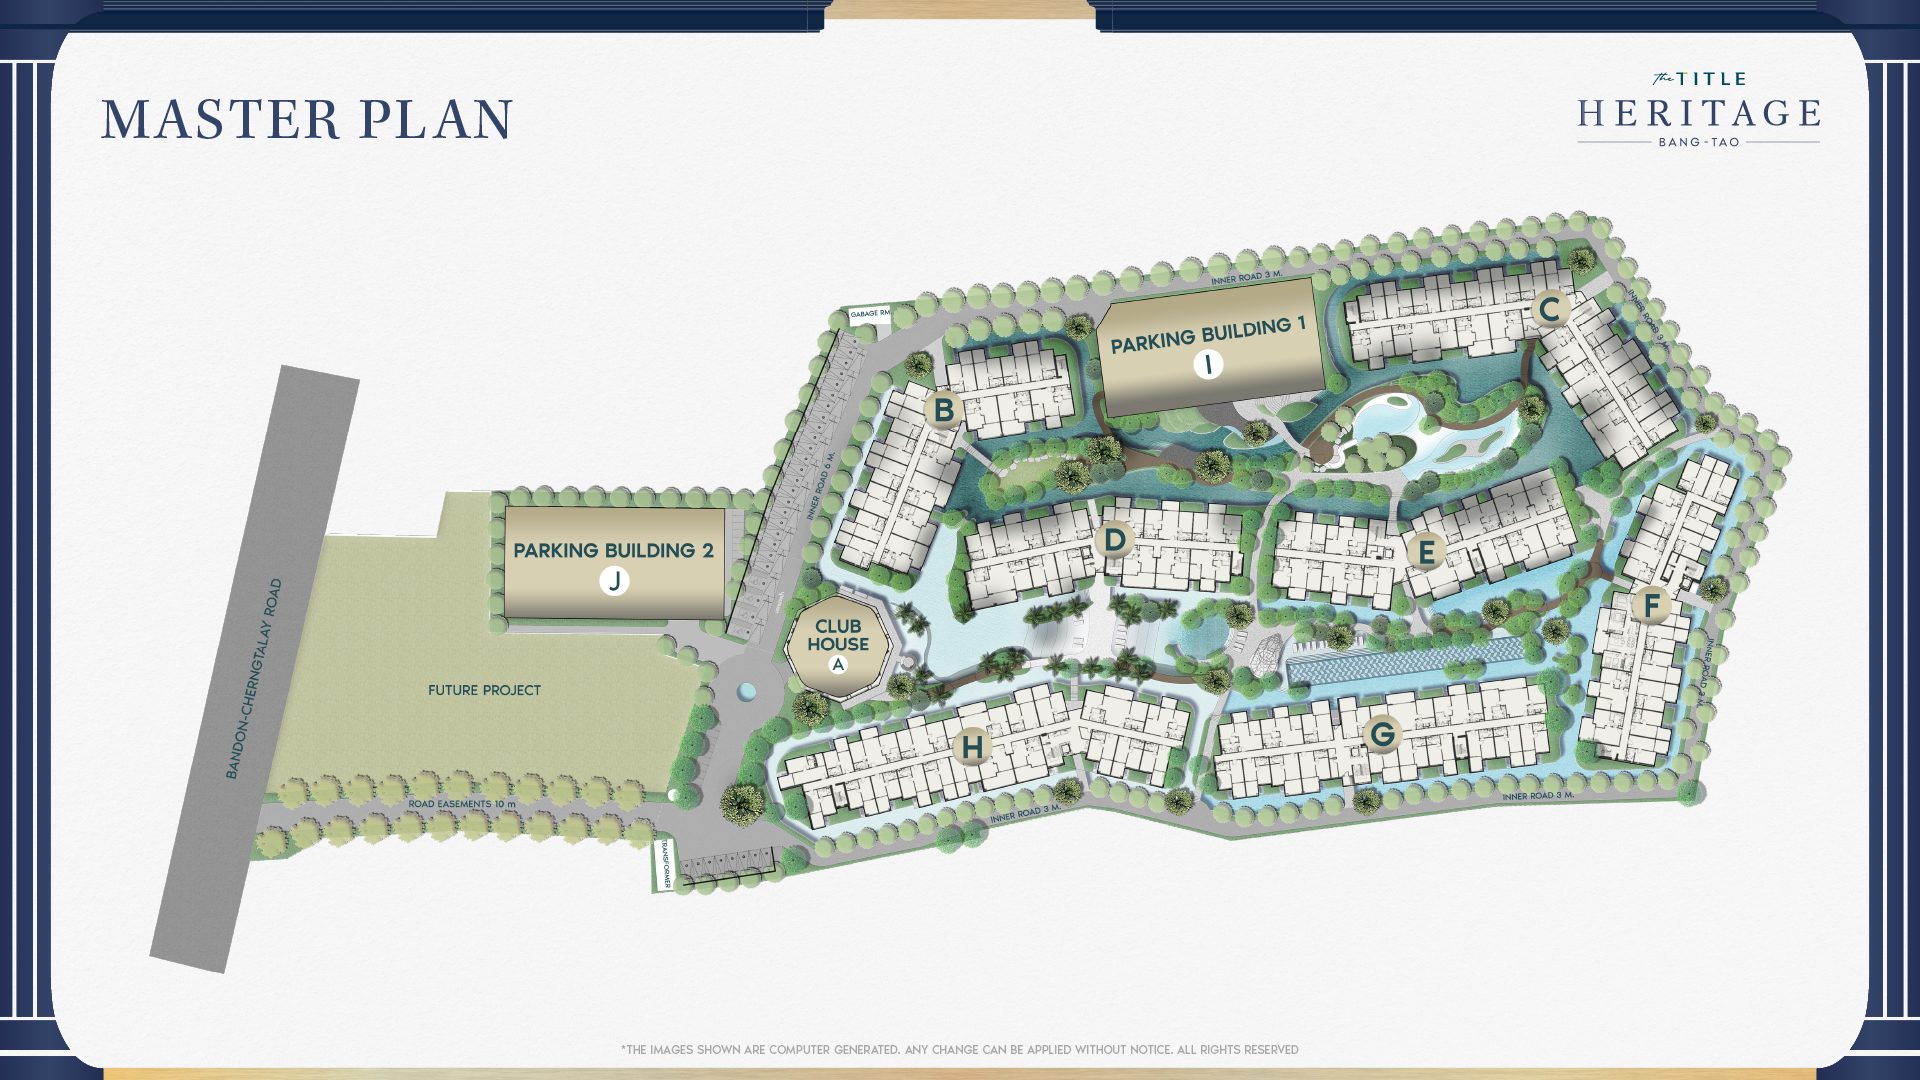 MASTER PLAN
the TITLE
HERITAGE
BANG-TAO
INNER ROAD 3 M.
GABAGE RM.
PARKING BUILDING 1
I
C
INNER ROAD 3 M.
B
INNER ROAD 6 M.
PARKING BUILDING 2
J
D
E
F
CLUB
HOUSE
A
BANDON-CHERNGTALAY ROAD
FUTURE PROJECT
INNER ROAD 3 M.
H
G
ROAD EASEMENTS 10 m
INNER ROAD 3 M.
INNER ROAD 3 M.
TRANSFORMER
*THE IMAGES SHOWN ARE COMPUTER GENERATED. ANY CHANGE CAN BE APPLIED WITHOUT NOTICE. ALL RIGHTS RESERVED